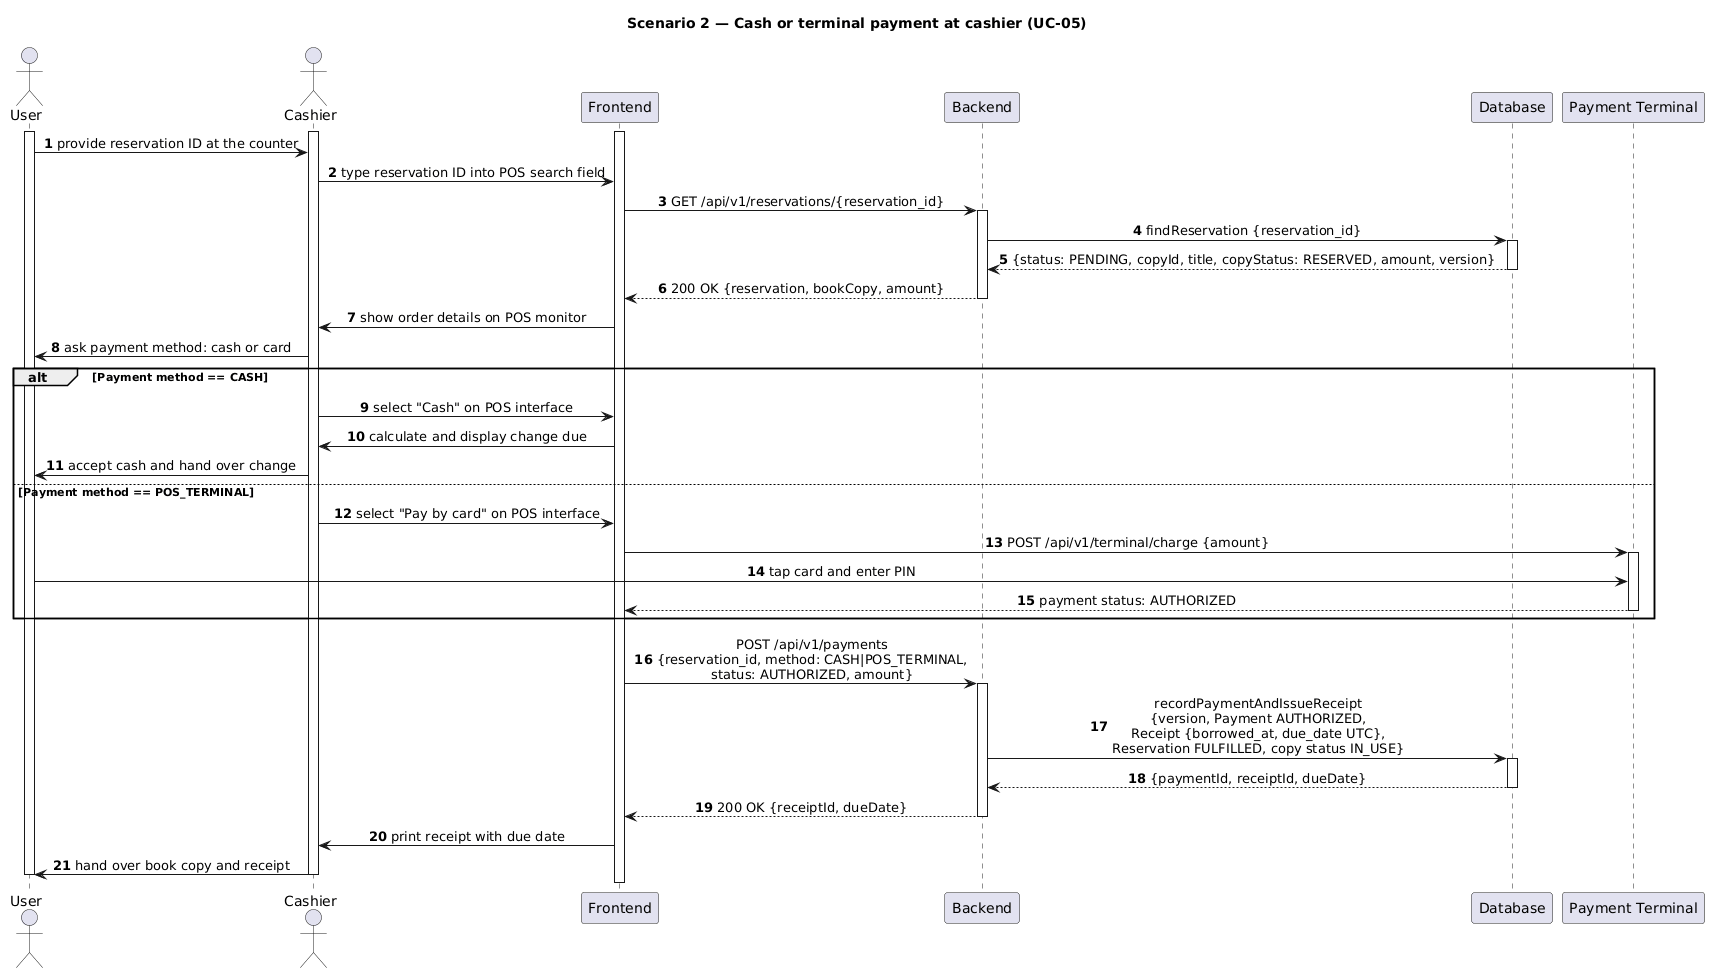 Scenario 2 — Cash or terminal payment at cashier (UC-05)
User
Cashier
Frontend
Backend
Database
Payment Terminal
1 provide reservation ID at the counter
2 type reservation ID into POS search field
3 GET /api/v1/reservations/{reservation_id}
4 findReservation {reservation_id}
5 {status: PENDING, copyId, title, copyStatus: RESERVED, amount, version}
6 200 OK {reservation, bookCopy, amount}
7 show order details on POS monitor
8 ask payment method: cash or card
alt [Payment method == CASH]
9 select "Cash" on POS interface
10 calculate and display change due
11 accept cash and hand over change
[Payment method == POS_TERMINAL]
12 select "Pay by card" on POS interface
13 POST /api/v1/terminal/charge {amount}
14 tap card and enter PIN
15 payment status: AUTHORIZED
POST /api/v1/payments
16 {reservation_id, method: CASH|POS_TERMINAL,
status: AUTHORIZED, amount}
recordPaymentAndIssueReceipt
{version, Payment AUTHORIZED,
17
Receipt {borrowed_at, due_date UTC},
Reservation FULFILLED, copy status IN_USE}
18 {paymentId, receiptId, dueDate}
19 200 OK {receiptId, dueDate}
20 print receipt with due date
21 hand over book copy and receipt
User
Cashier
Frontend
Backend
Database
Payment Terminal